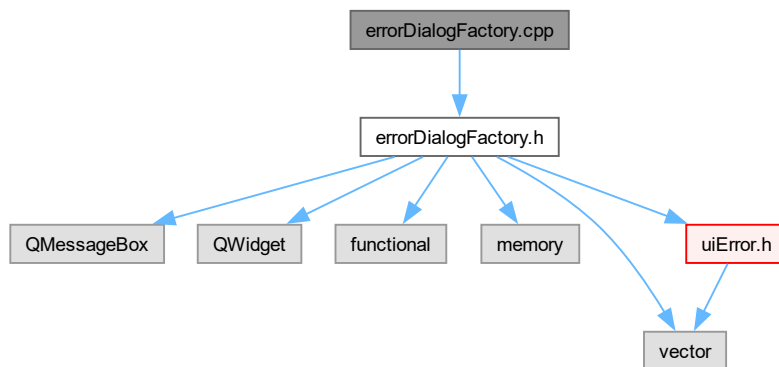 errorDialogFactory.cpp
errorDialogFactory.h
QMessageBox
QWidget
functional
memory
uiError.h
vector